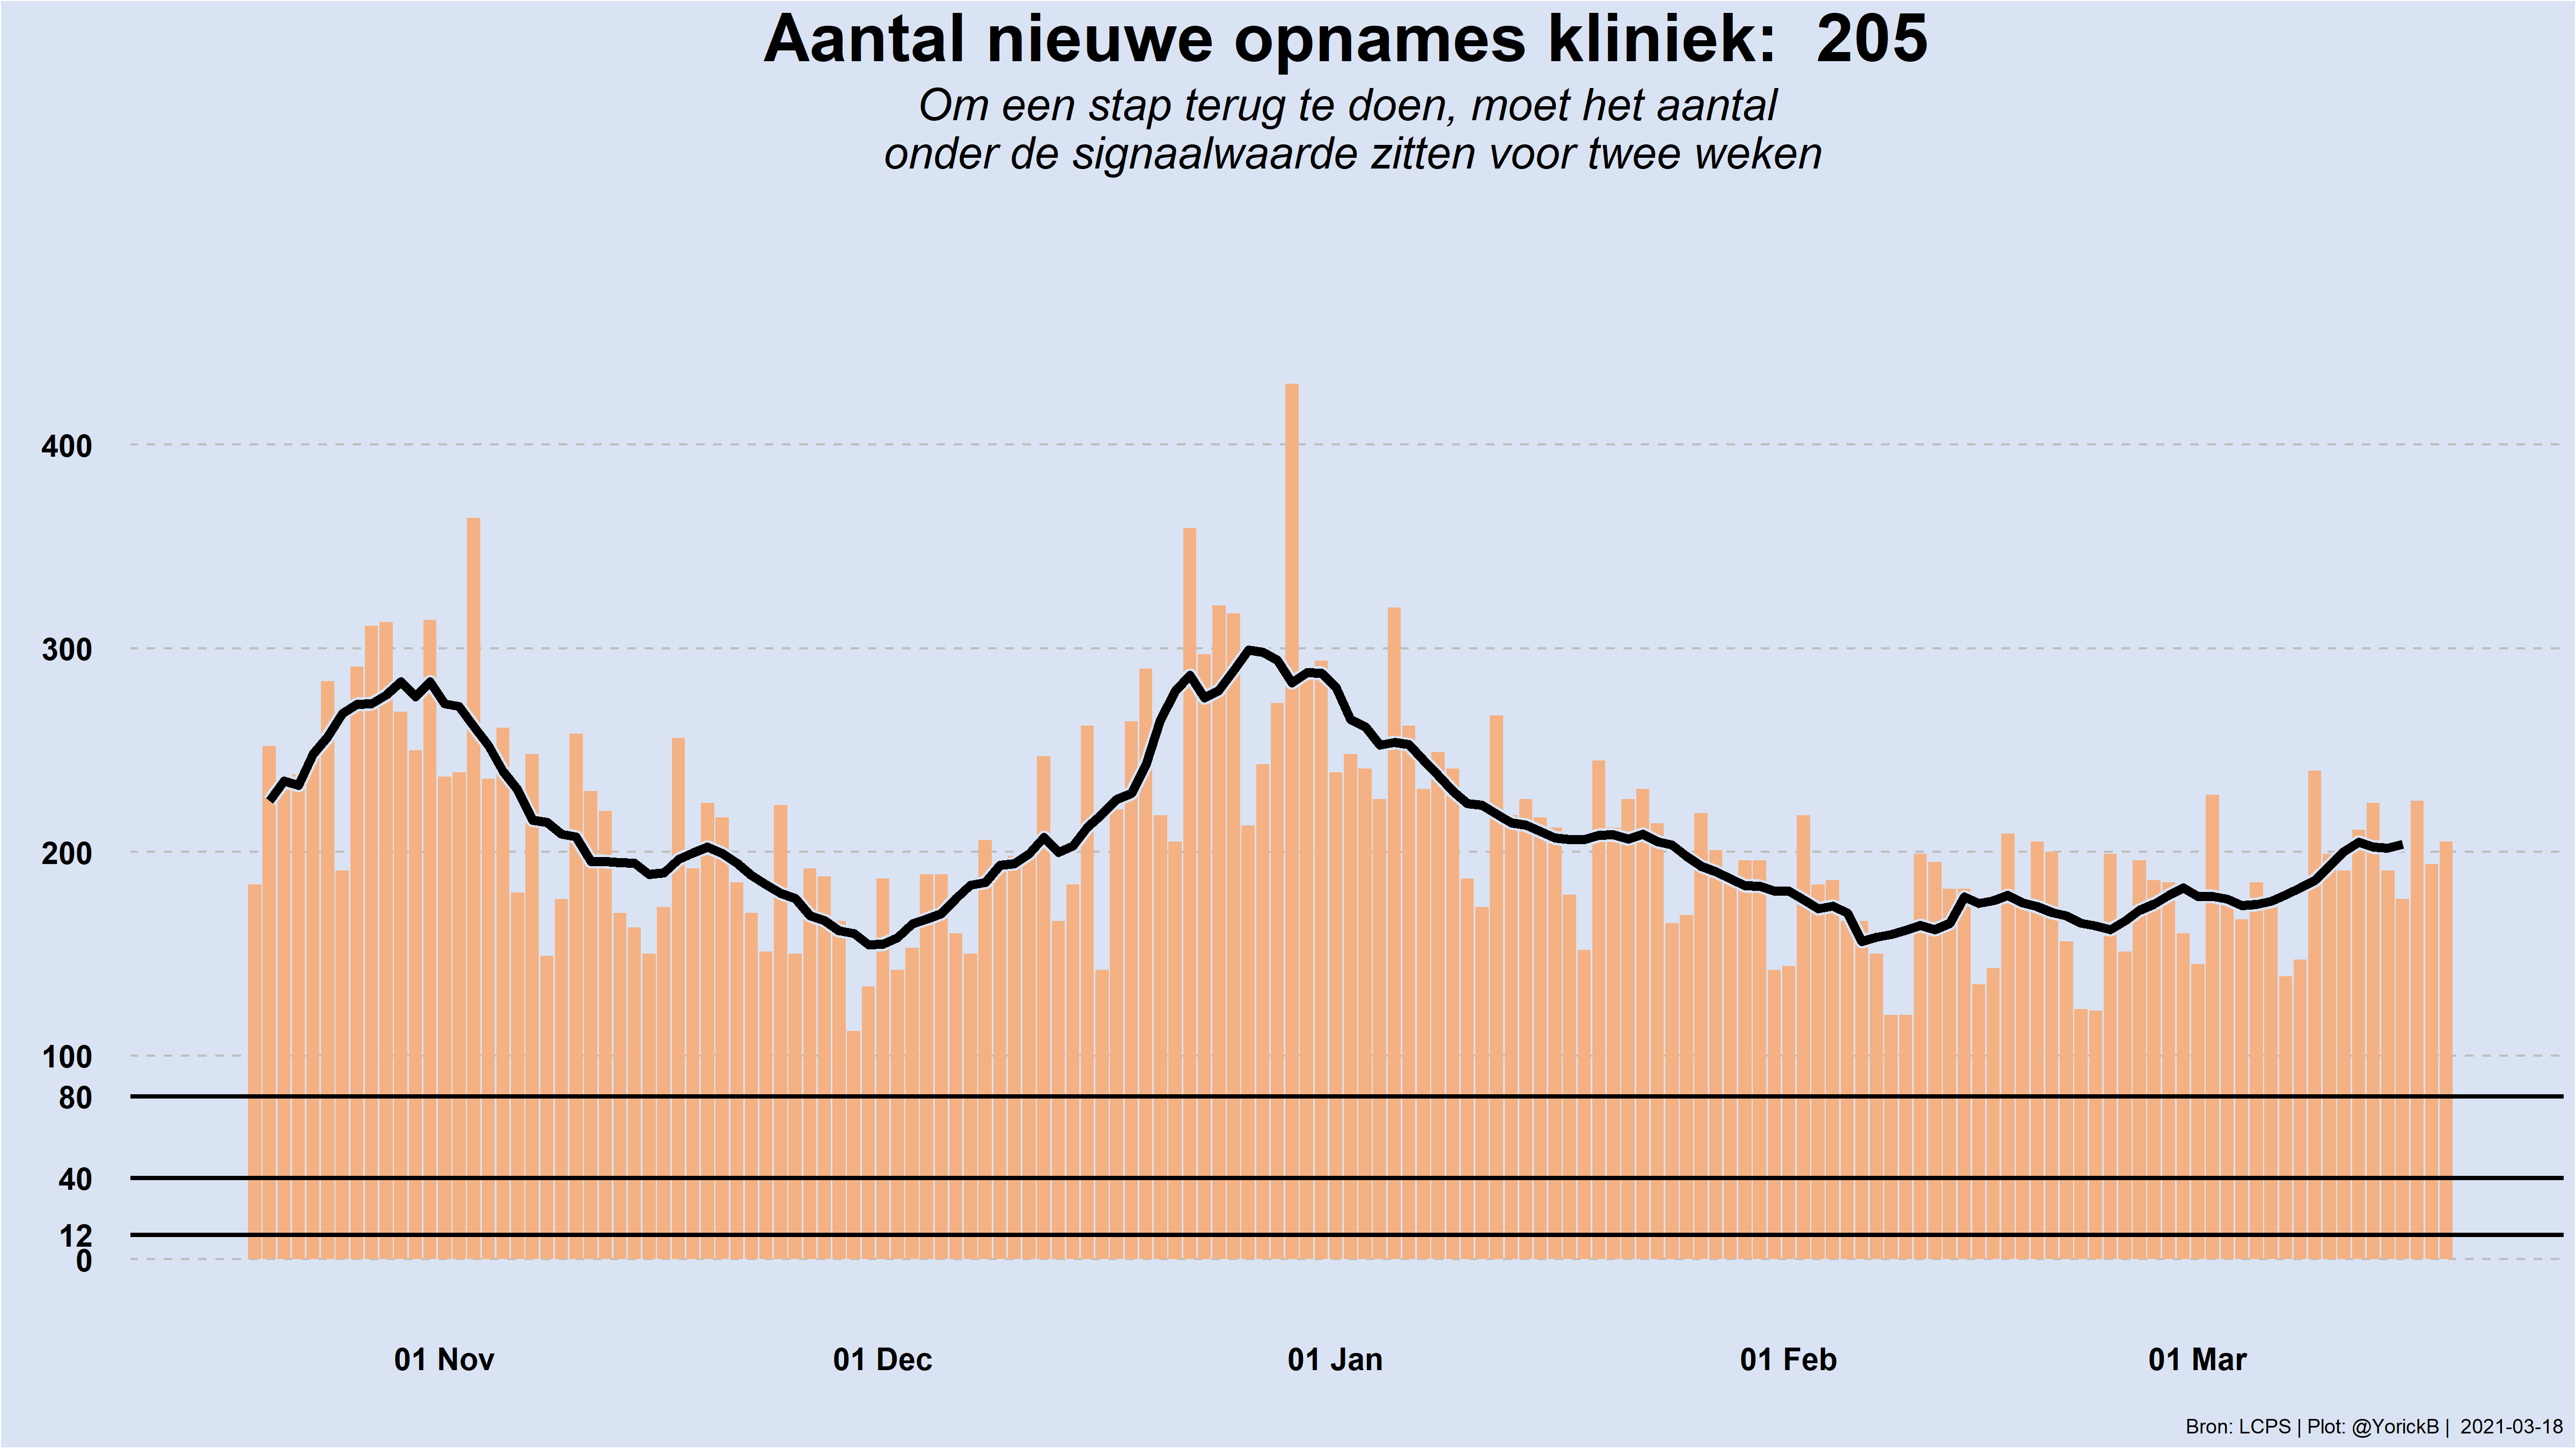 Aantal nieuwe opnames kliniek:  205
Om een stap terug te doen, moet het aantal
onder de signaalwaarde zitten voor twee weken
400
300
200
100
80
40
12
0
01 Nov
01 Dec
01 Jan
01 Feb
01 Mar
Bron: LCPS | Plot: @YorickB |  2021-03-18